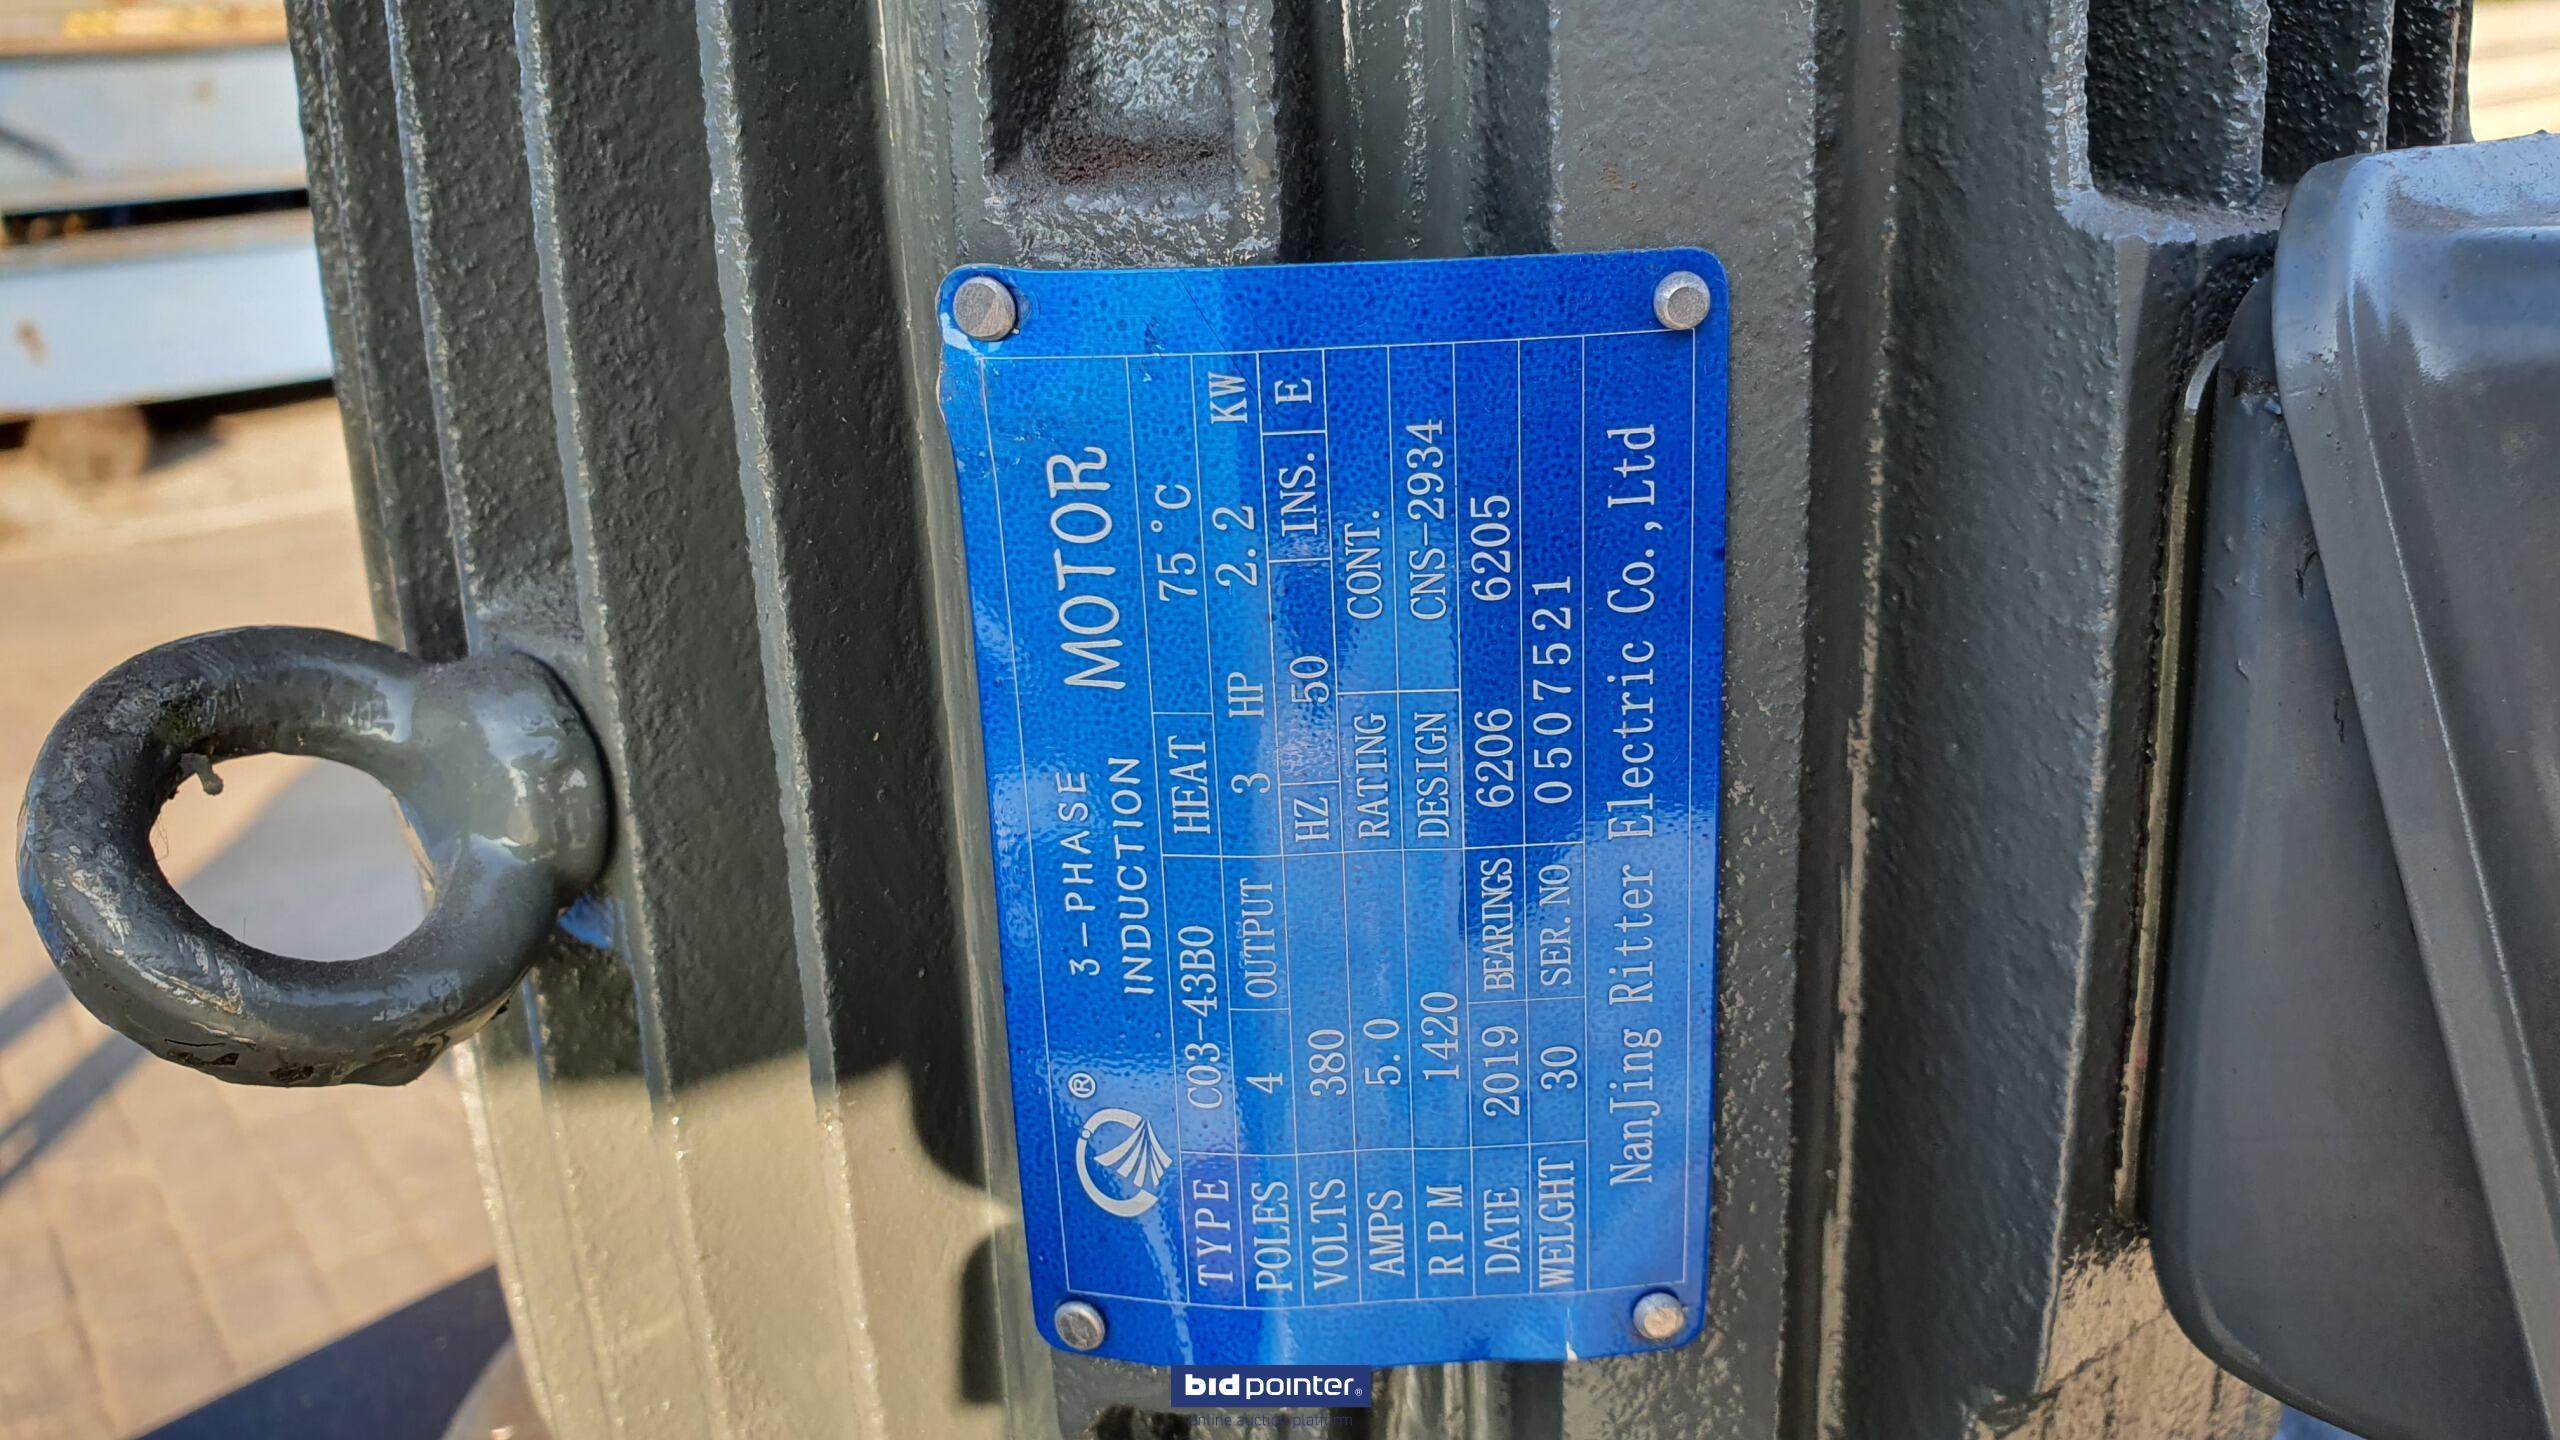 ® 3-PHASE INDUCTION MOTOR
TYPE C03-43B0 HEAT 75°C
POLES 4 OUTPUT 3 HP 2.2 KW
VOLTS 380 HZ 50 INS. E
AMPS 5.0 RATING CONT.
RPM 1420 DESIGN CNS-2934
DATE 2019 BEARINGS 6206 6205
WELGHT 30 SER.NO 0507521
NanJing Ritter Electric Co.,Ltd
bidpointer®
Online auction platform